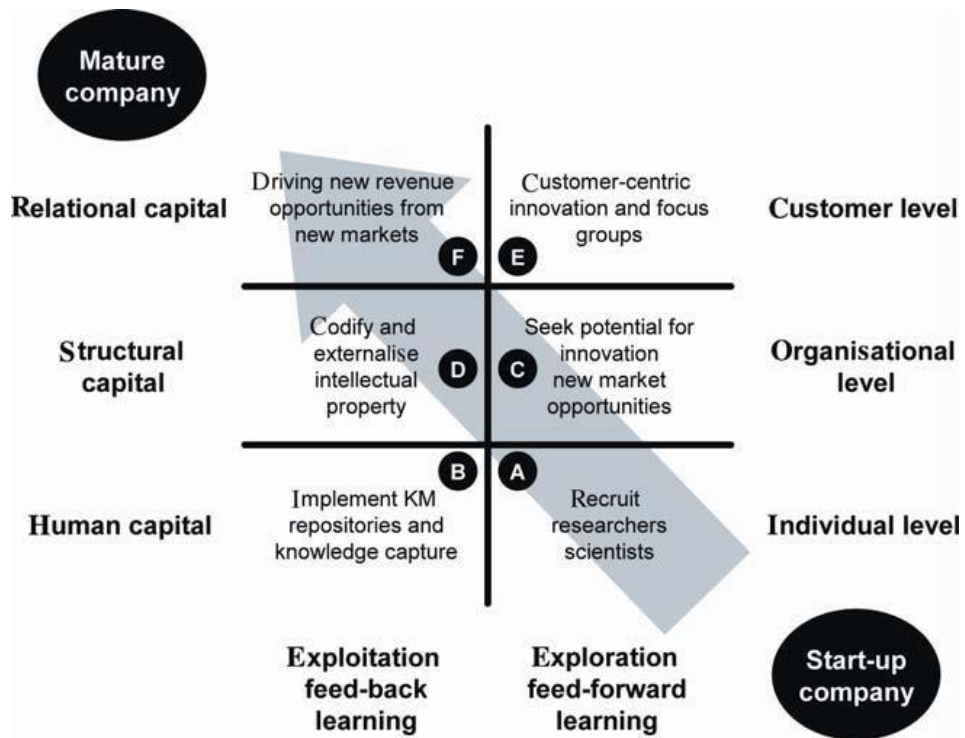 Mature
company
Relational capital
Driving new revenue
opportunities from
new markets
Customer-centric
innovation and focus
groups
Customer level
F
E
Structural
capital
Codify and
externalise
intellectual
property
D
C
Seek potential for
innovation
new market
opportunities
Organisational
level
B
A
Human capital
Implement KM
repositories and
knowledge capture
Recruit
researchers
scientists
Individual level
Exploitation
feed-back
learning
Exploration
feed-forward
learning
Start-up
company